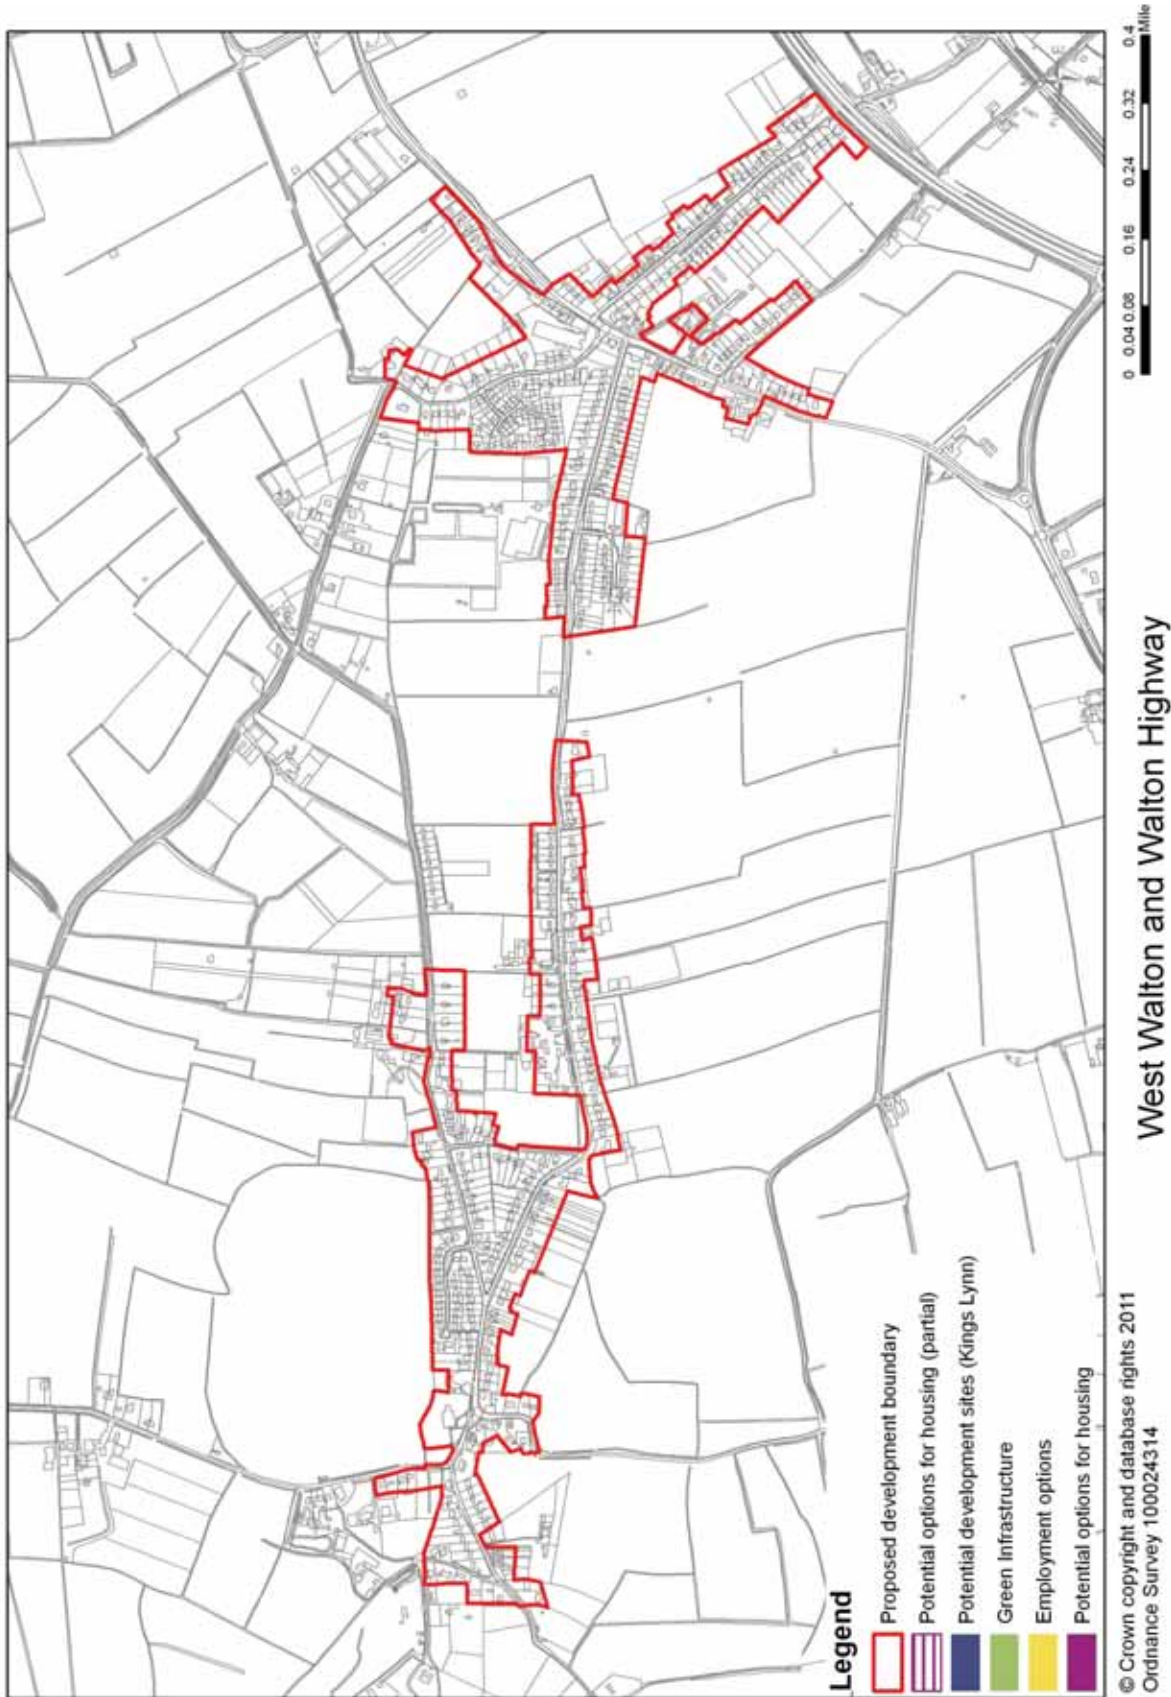 Legend
Proposed development boundary
Potential options for housing (partial)
Potential development sites (Kings Lynn)
Green Infrastructure
Employment options
Potential options for housing
© Crown copyright and database rights 2011
Ordnance Survey 100024314
West Walton and Walton Highway
0 0.04 0.08 0.16 0.24 0.32 0.4
Mile